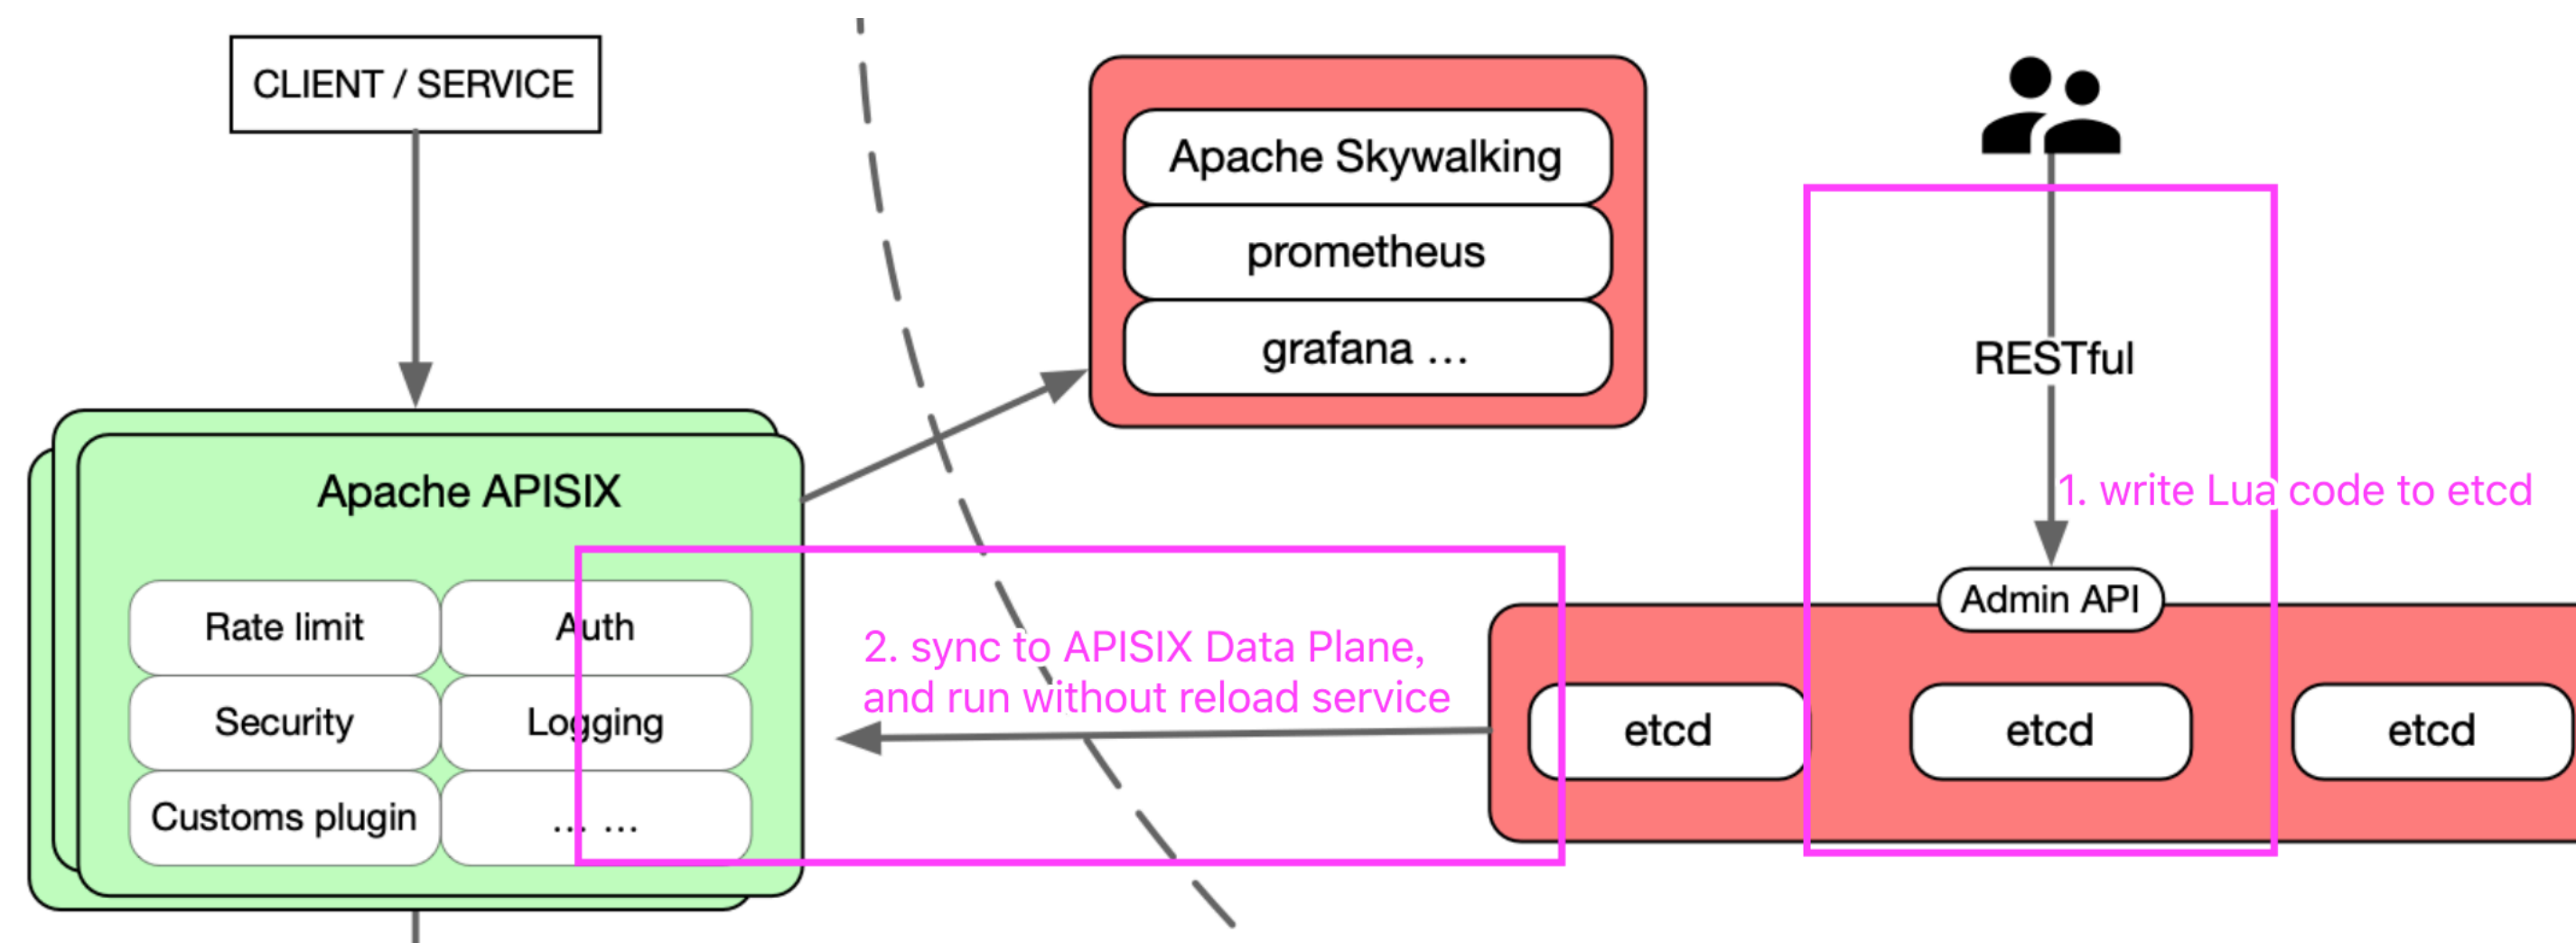 CLIENT / SERVICE
Apache Skywalking
prometheus
grafana ...
RESTful
1. write Lua code to etcd
Apache APISIX
Rate limit
Auth
Security
Logging
Customs plugin
... ...
2. sync to APISIX Data Plane,
and run without reload service
Admin API
etcd
etcd
etcd